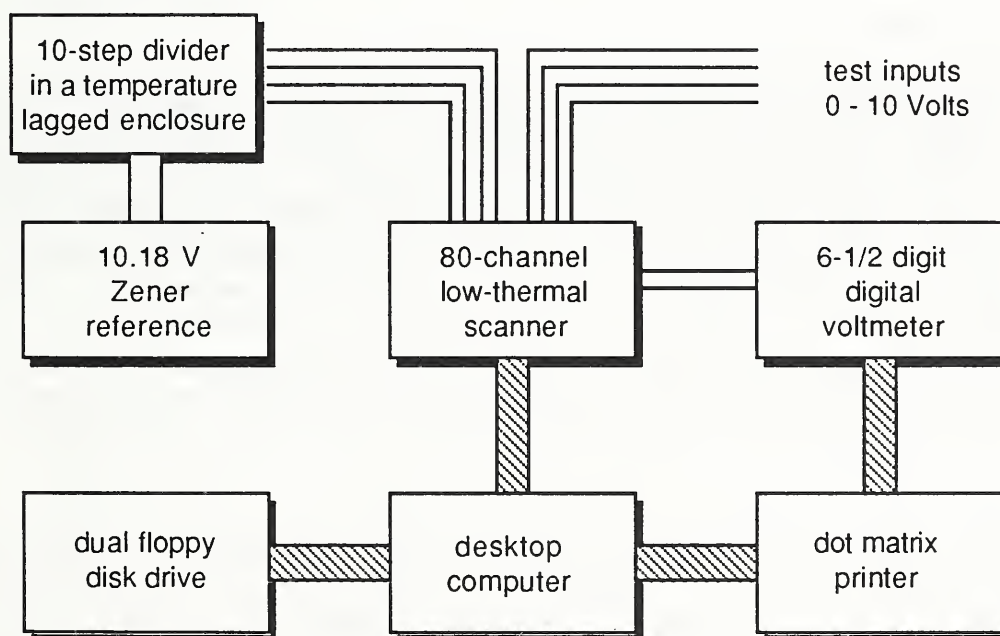 10-step divider
in a temperature
lagged enclosure
test inputs
0 - 10 Volts
10.18 V
Zener
reference
80-channel
low-thermal
scanner
6-1/2 digit
digital
voltmeter
dual floppy
disk drive
desktop
computer
dot matrix
printer